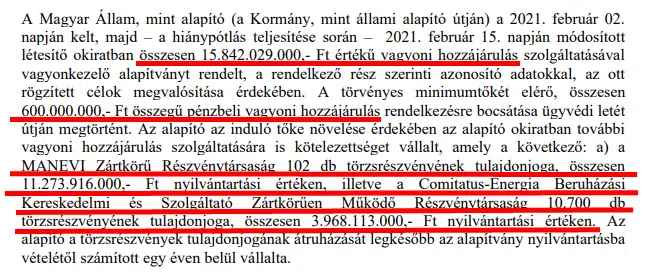 A Magyar Állam, mint alapító (a Kormány, mint állami alapító útján) a 2021. február 02.
napján kelt, majd – a hiánypótlás teljesítése során – 2021. február 15. napján módosított
létesítő okiratban összesen 15.842.029.000,- Ft értékű vagyoni hozzájárulás szolgáltatásával
vagyonkezelő alapítványt rendelt, a rendelkező rész szerinti azonosító adatokkal, az ott
rögzített célok megvalósítása érdekében. A törvényes minimumtőkét elérő, összesen
600.000.000,- Ft összegű pénzbeli vagyoni hozzájárulás rendelkezésre bocsátása ügyvédi letét
útján megtörtént. Az alapító az induló tőke növelése érdekében az alapító okiratban további
vagyoni hozzájárulás szolgáltatására is kötelezettséget vállalt, amely a következő: a) a
MANEVI Zártkörű Részvénytársaság 102 db törzsrészvényének tulajdonjoga, összesen
11.273.916.000,- Ft nyilvántartási értéken, illetve a Comitatus-Energia Beruházási
Kereskedelmi és Szolgáltató Zártkörűen Működő Részvénytársaság 10.700 db
törzsrészvényének tulajdonjoga, összesen 3.968.113.000,- Ft nyilvántartási értéken. Az
alapító a törzsrészvények tulajdonjogának átruházását legkésőbb az alapítvány nyilvántartásba
vételétől számított egy éven belül vállalta.